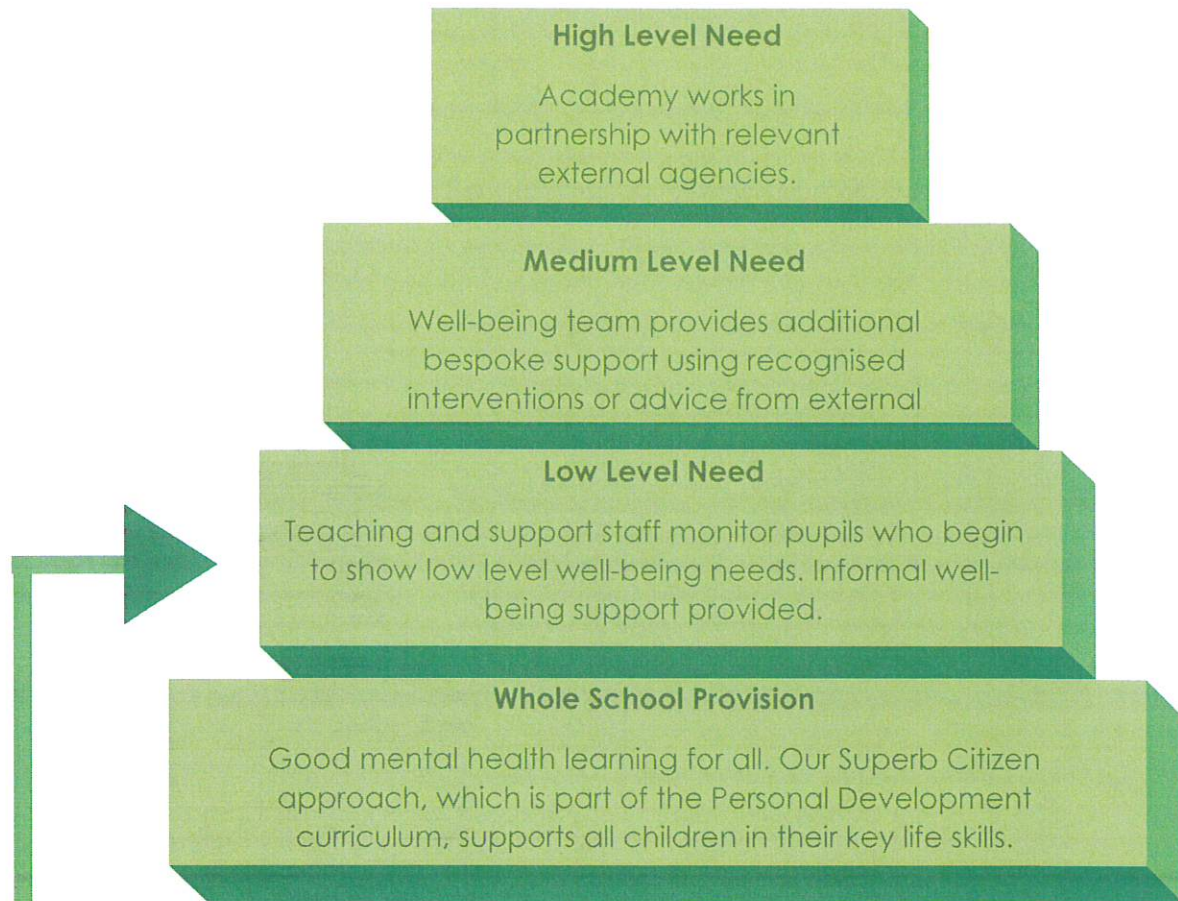 High Level Need
Academy works in
partnership with relevant
external agencies.
Medium Level Need
Well-being team provides additional
bespoke support using recognised
interventions or advice from external
Low Level Need
Teaching and support staff monitor pupils who begin
to show low level well-being needs. Informal well-
being support provided.
Whole School Provision
Good mental health learning for all. Our Superb Citizen
approach, which is part of the Personal Development
curriculum, supports all children in their key life skills.